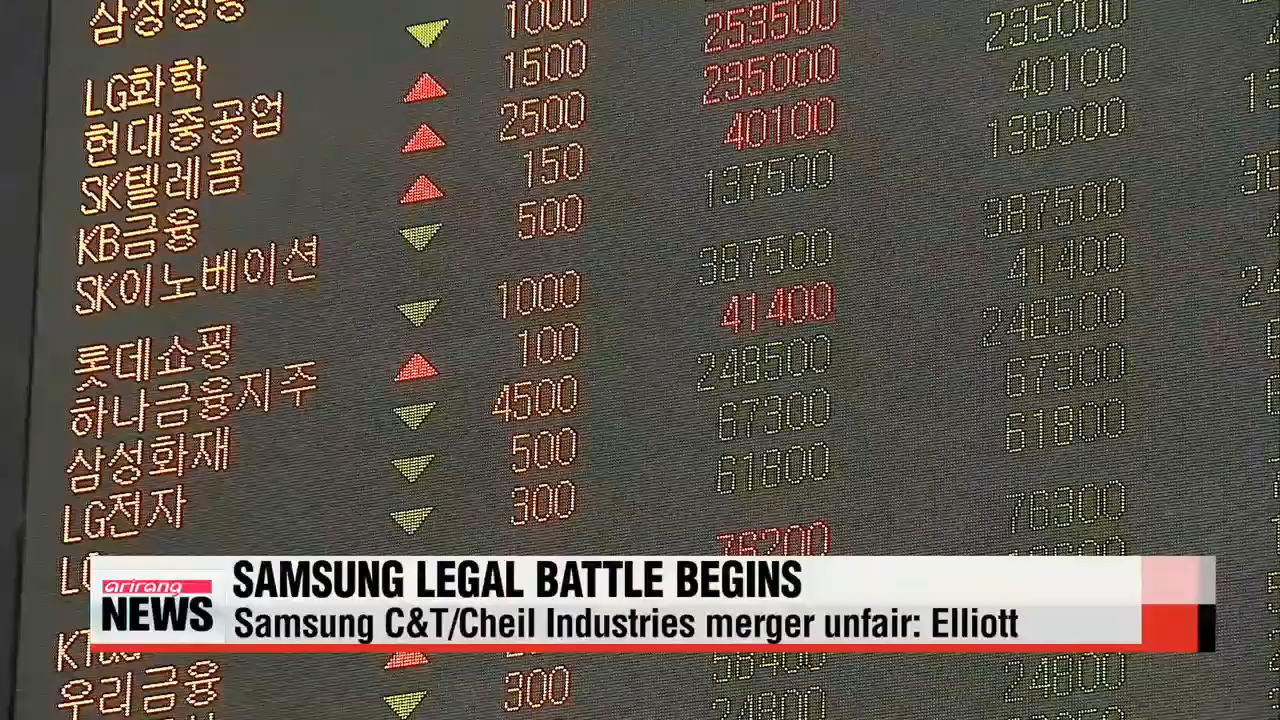 삼성생명 ▼ 1000 253500 235000
LG화학 ▲ 1500 235000 40100
현대중공업 ▲ 2500 40100 138000
SK텔레콤 ▲ 150 137500 387500
KB금융 ▼ 500 387500 41400
SK이노베이션 ▼ 1000 41400 248500
롯데쇼핑 ▲ 100 248500 67300
하나금융지주 ▼ 4500 67300 61800
삼성화재 ▼ 500 61800 76300
LG전자 ▼ 300 76200
arirang
NEWS
SAMSUNG LEGAL BATTLE BEGINS
Samsung C&T/Cheil Industries merger unfair: Elliott
우리금융 ▼ 300 24800 24800